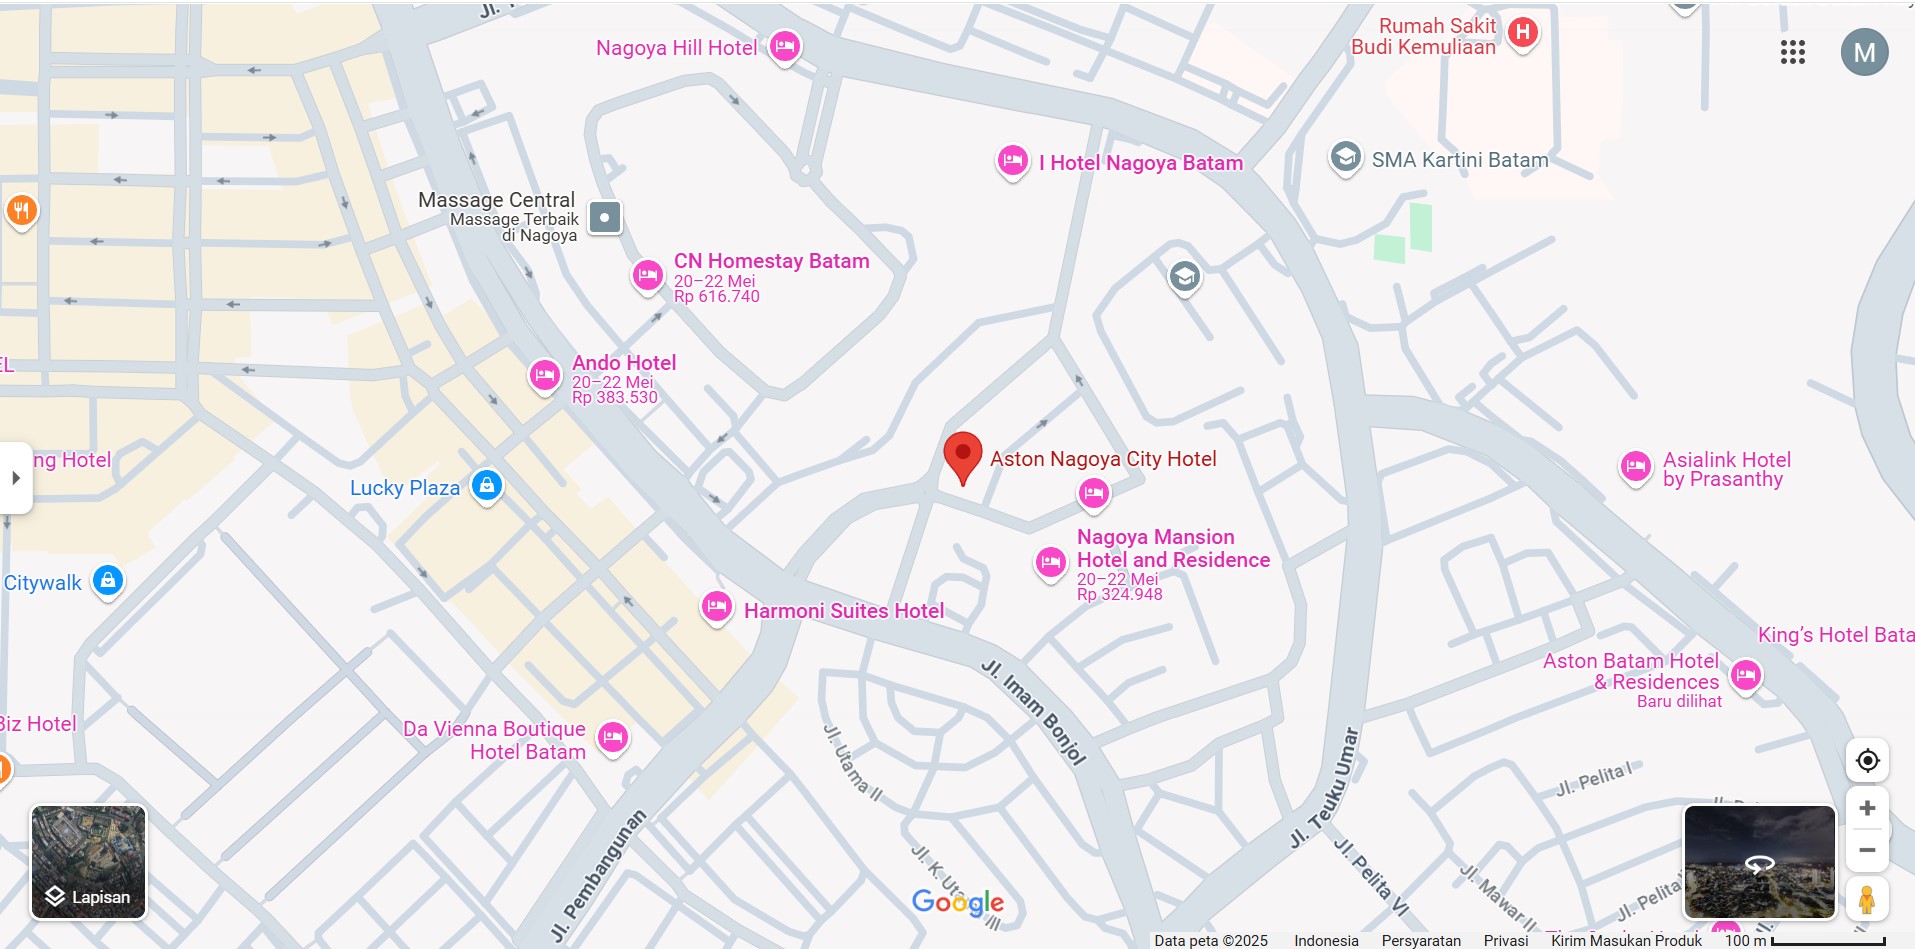 Nagoya Hill Hotel
Rumah Sakit
Budi Kemuliaan
M
I Hotel Nagoya Batam
SMA Kartini Batam
Massage Central
Massage Terbaik
di Nagoya
CN Homestay Batam
20–22 Mei
Rp 616.740
Ando Hotel
20–22 Mei
Rp 383.530
ng Hotel
Lucky Plaza
Aston Nagoya City Hotel
Asialink Hotel
by Prasanthy
Nagoya Mansion
Hotel and Residence
20–22 Mei
Rp 324.948
Citywalk
Harmoni Suites Hotel
King's Hotel Bata
Aston Batam Hotel
& Residences
Baru dilihat
Biz Hotel
Da Vienna Boutique
Hotel Batam
Jl. Imam Bonjol
Jl. Utama II
Jl. Teuku Umar
Jl. Pelita I
Jl. Pembangunan
Jl. Pelita VI
Jl. Mawar II
Jl. Pelita
Lapisan
Google
Data peta ©2025
Indonesia
Persyaratan
Privasi
Kirim Masukan Produk
100 m